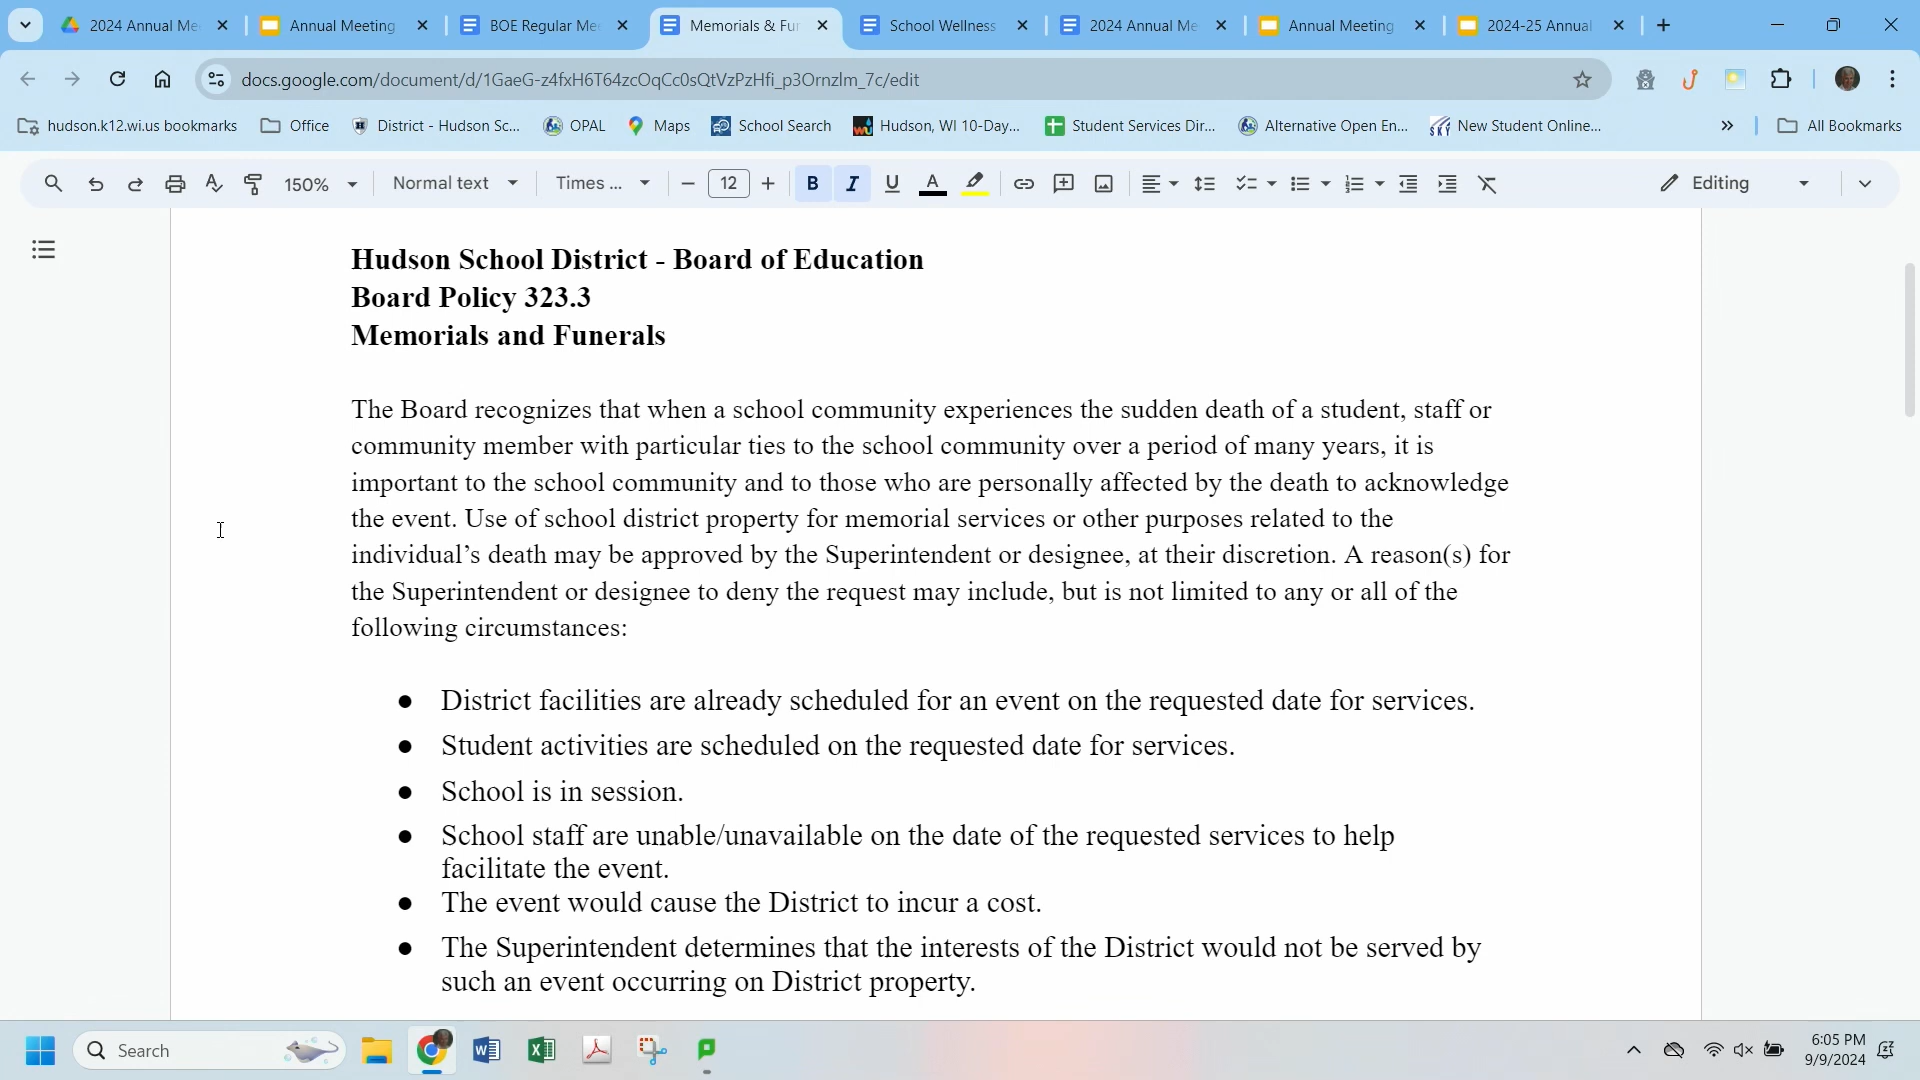 2024 Annual Me
Annual Meeting
BOE Regular Me
Memorials & Fu
School Wellness
2024 Annual Me
Annual Meeting
2024-25 Annual
docs.google.com/document/d/1GaeG-z4fxH6T64zcOqCc0sQtVzPzHfi_p3Ornzlm_7c/edit
hudson.k12.wi.us bookmarks
Office
District - Hudson Sc...
OPAL
Maps
School Search
Hudson, WI 10-Day...
Student Services Dir...
Alternative Open En...
New Student Online...
All Bookmarks
150%
Normal text
Times ...
12
B I U A
Editing
Hudson School District - Board of Education
Board Policy 323.3
Memorials and Funerals
The Board recognizes that when a school community experiences the sudden death of a student, staff or
community member with particular ties to the school community over a period of many years, it is
important to the school community and to those who are personally affected by the death to acknowledge
the event. Use of school district property for memorial services or other purposes related to the
individual’s death may be approved by the Superintendent or designee, at their discretion. A reason(s) for
the Superintendent or designee to deny the request may include, but is not limited to any or all of the
following circumstances:
● District facilities are already scheduled for an event on the requested date for services.
● Student activities are scheduled on the requested date for services.
● School is in session.
● School staff are unable/unavailable on the date of the requested services to help
facilitate the event.
● The event would cause the District to incur a cost.
● The Superintendent determines that the interests of the District would not be served by
such an event occurring on District property.
Search
6:05 PM
9/9/2024